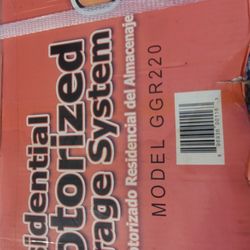 idential
otorized
rage System
otorizado Residencial del Almacenaje
MODEL GGR220